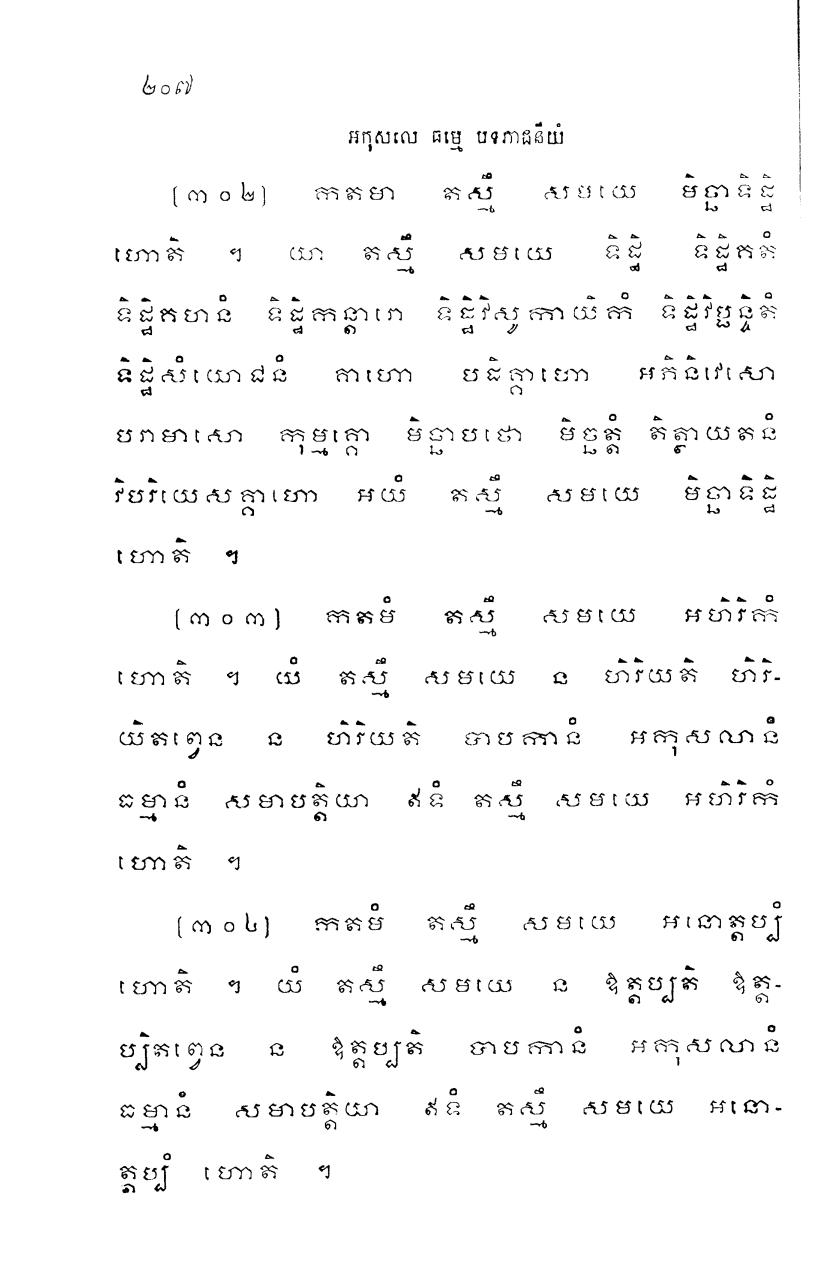 ២០៧
អកុសលេ ធម្មេ បទភាជនីយំ
(៣០២) កតមា តស្មឹ សមយេ មិច្ឆាទិដ្ឋិ
ហោតិ ។ យា តស្មឹ សមយេ ទិដ្ឋិ ទិដ្ឋិគតំ
ទិដ្ឋិគហនំ ទិដ្ឋិកន្តារោ ទិដ្ឋិវិសូកាយិកំ ទិដ្ឋិវិប្ផន្ទិតំ
ទិដ្ឋិសំយោជនំ គាហោ បដិគ្គាហោ អភិនិវេសោ
បរាមាសោ កុម្មគ្គោ មិច្ឆាបថោ មិច្ឆត្តំ តិត្ថាយតនំ
វិបរិយេសគ្គាហោ អយំ តស្មឹ សមយេ មិច្ឆាទិដ្ឋិ
ហោតិ ។
(៣០៣) កតមំ តស្មឹ សមយេ អហិរិកំ
ហោតិ ។ យំ តស្មឹ សមយេ ន ហិរិយតិ ហិរិ-
យិតព្វេន ន ហិរិយតិ បាបកានំ អកុសលានំ
ធម្មានំ សមាបត្តិយា ឥទំ តស្មឹ សមយេ អហិរិកំ
ហោតិ ។
(៣០៤) កតមំ តស្មឹ សមយេ អនោត្តប្បំ
ហោតិ ។ យំ តស្មឹ សមយេ ន ឱត្តប្បតិ ឱត្ត-
ប្បិតព្វេន ន ឱត្តប្បតិ បាបកានំ អកុសលានំ
ធម្មានំ សមាបត្តិយា ឥទំ តស្មឹ សមយេ អនោ-
ត្តប្បំ ហោតិ ។